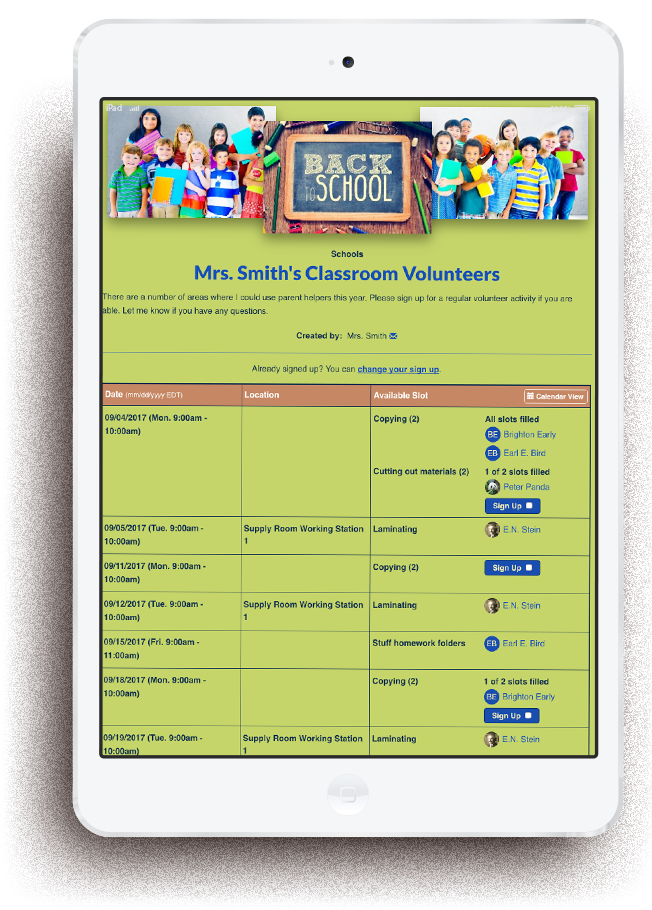 iPad
BACK
TO SCHOOL
Schools
Mrs. Smith's Classroom Volunteers
There are a number of areas where I could use parent helpers this year. Please sign up for a regular volunteer activity if you are
able. Let me know if you have any questions.
Created by: Mrs. Smith
Already signed up? You can change your sign up.
Date (mm/dd/yyyy EDT) Location Available Slot Calendar View
09/04/2017 (Mon. 9:00am - Copying (2) All slots filled
10:00am) BE Brighton Early
EB Earl E. Bird
Cutting out materials (2) 1 of 2 slots filled
Peter Panda
Sign Up
09/05/2017 (Tue. 9:00am - Supply Room Working Station Laminating E.N. Stein
10:00am) 1
09/11/2017 (Mon. 9:00am - Copying (2) Sign Up
10:00am)
09/12/2017 (Tue. 9:00am - Supply Room Working Station Laminating E.N. Stein
10:00am) 1
09/15/2017 (Fri. 9:00am - Stuff homework folders EB Earl E. Bird
11:00am)
09/18/2017 (Mon. 9:00am - Copying (2) 1 of 2 slots filled
10:00am) BE Brighton Early
Sign Up
09/19/2017 (Tue. 9:00am - Supply Room Working Station Laminating E.N. Stein
10:00am) 1